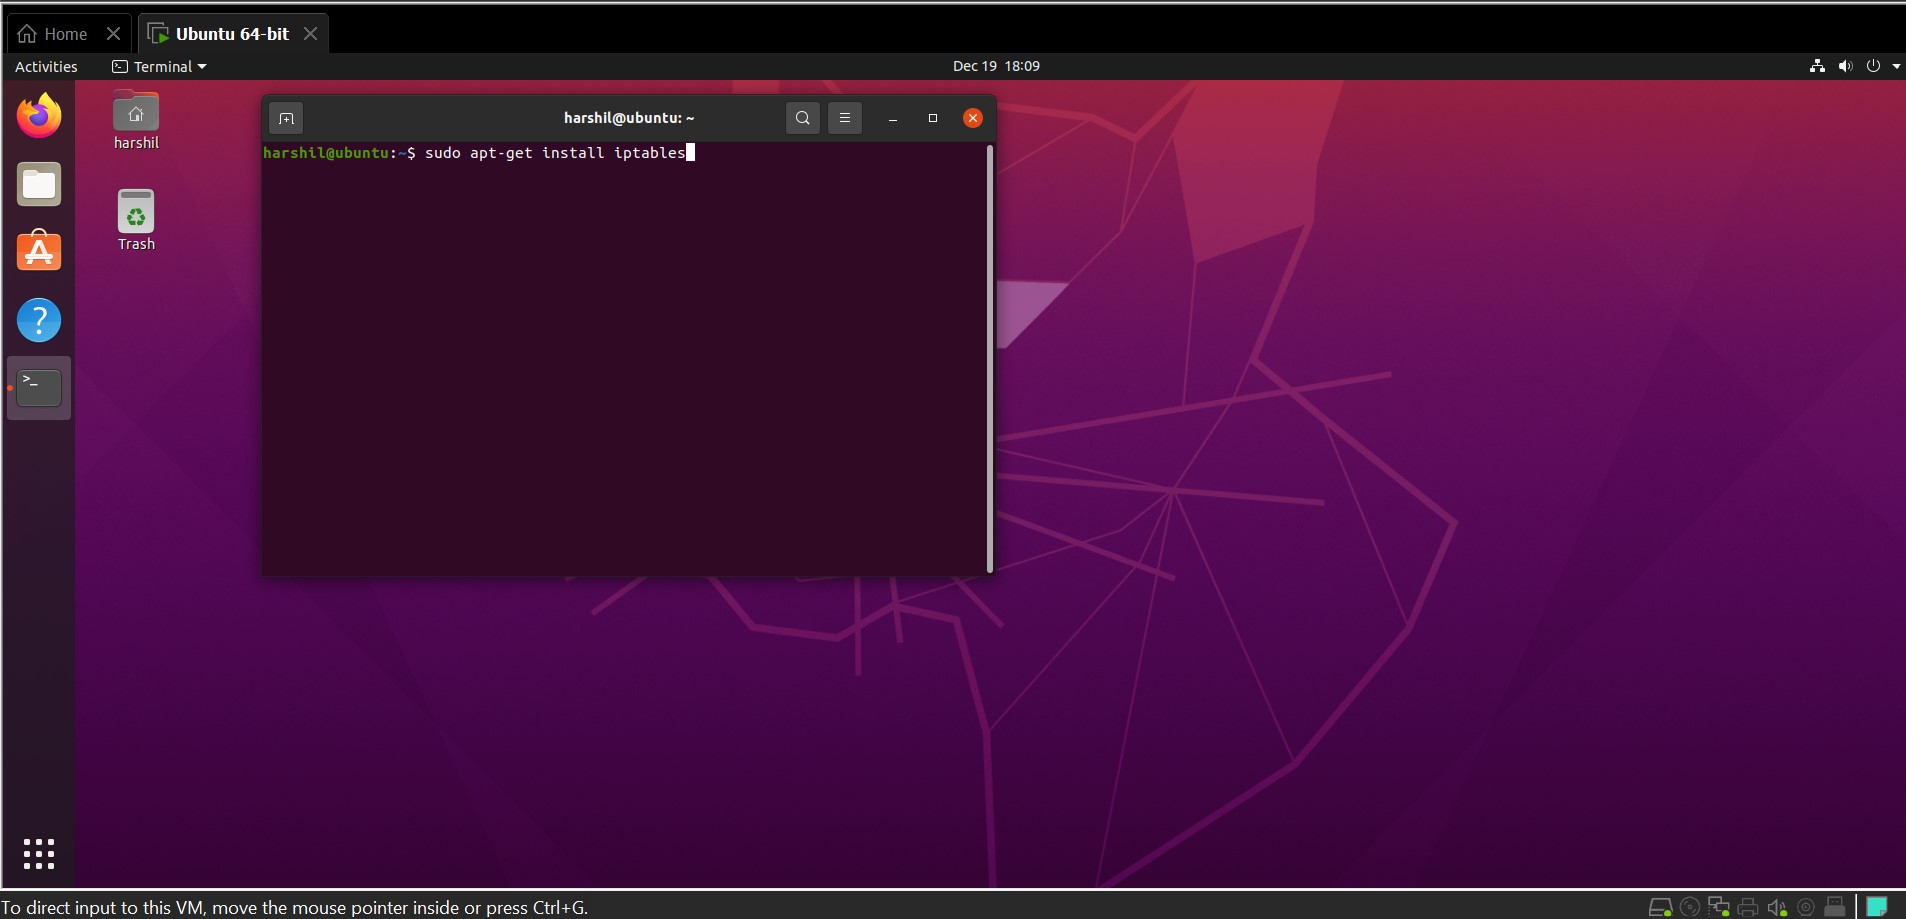 Home
Ubuntu 64-bit
Activities
Terminal
Dec 19 18:09
harshil
Trash
harshil@ubuntu: ~
harshil@ubuntu:~$ sudo apt-get install iptables
To direct input to this VM, move the mouse pointer inside or press Ctrl+G.